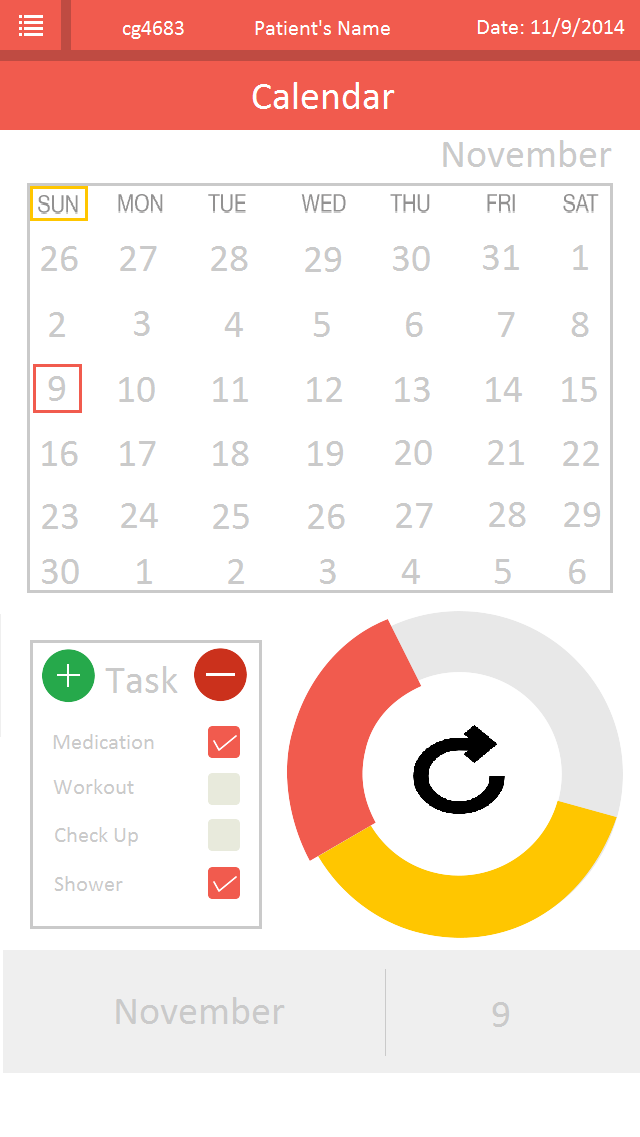 cg4683 Patient's Name Date: 11/9/2014
Calendar
November
SUN MON TUE WED THU FRI SAT
26 27 28 29 30 31 1
2 3 4 5 6 7 8
9 10 11 12 13 14 15
16 17 18 19 20 21 22
23 24 25 26 27 28 29
30 1 2 3 4 5 6
Task
Medication
Workout
Check Up
Shower
November 9